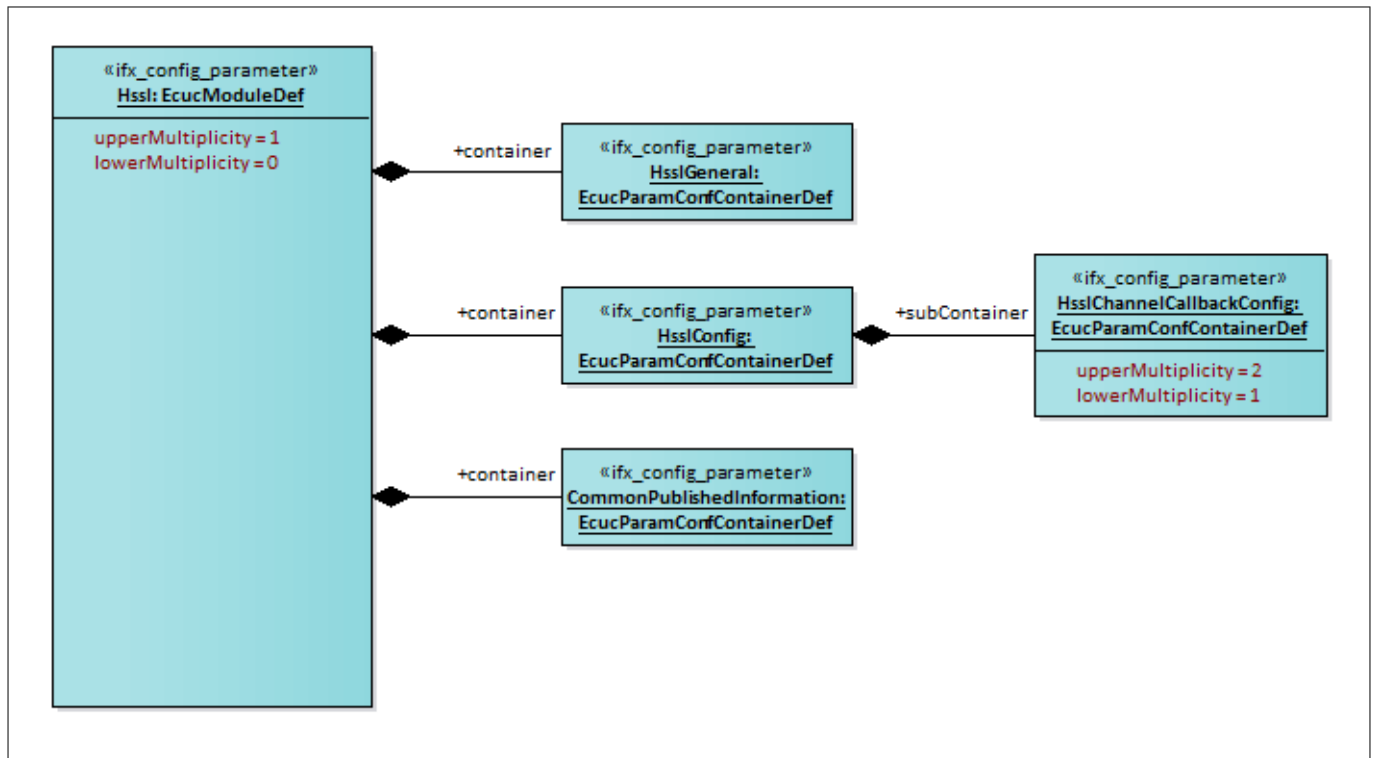 «ifx_config_parameter»
Hssl: EcucModuleDef
upperMultiplicity = 1
lowerMultiplicity = 0
+container
«ifx_config_parameter»
HsslGeneral:
EcucParamConfContainerDef
+container
«ifx_config_parameter»
HsslConfig:
EcucParamConfContainerDef
+subContainer
«ifx_config_parameter»
HsslChannelCallbackConfig:
EcucParamConfContainerDef
upperMultiplicity = 2
lowerMultiplicity = 1
+container
«ifx_config_parameter»
CommonPublishedInformation:
EcucParamConfContainerDef